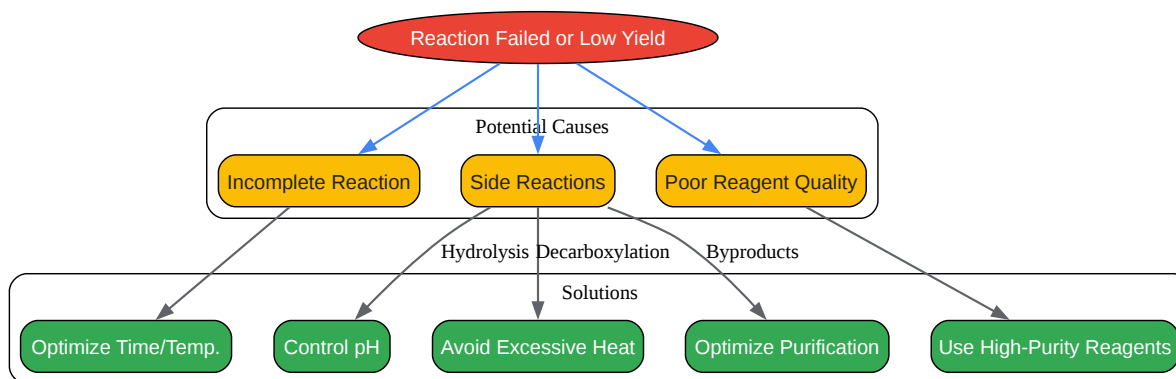 Reaction Failed or Low Yield
Potential Causes
Incomplete Reaction
Side Reactions
Poor Reagent Quality
Hydrolysis
Decarboxylation
Byproducts
Solutions
Optimize Time/Temp.
Control pH
Avoid Excessive Heat
Optimize Purification
Use High-Purity Reagents